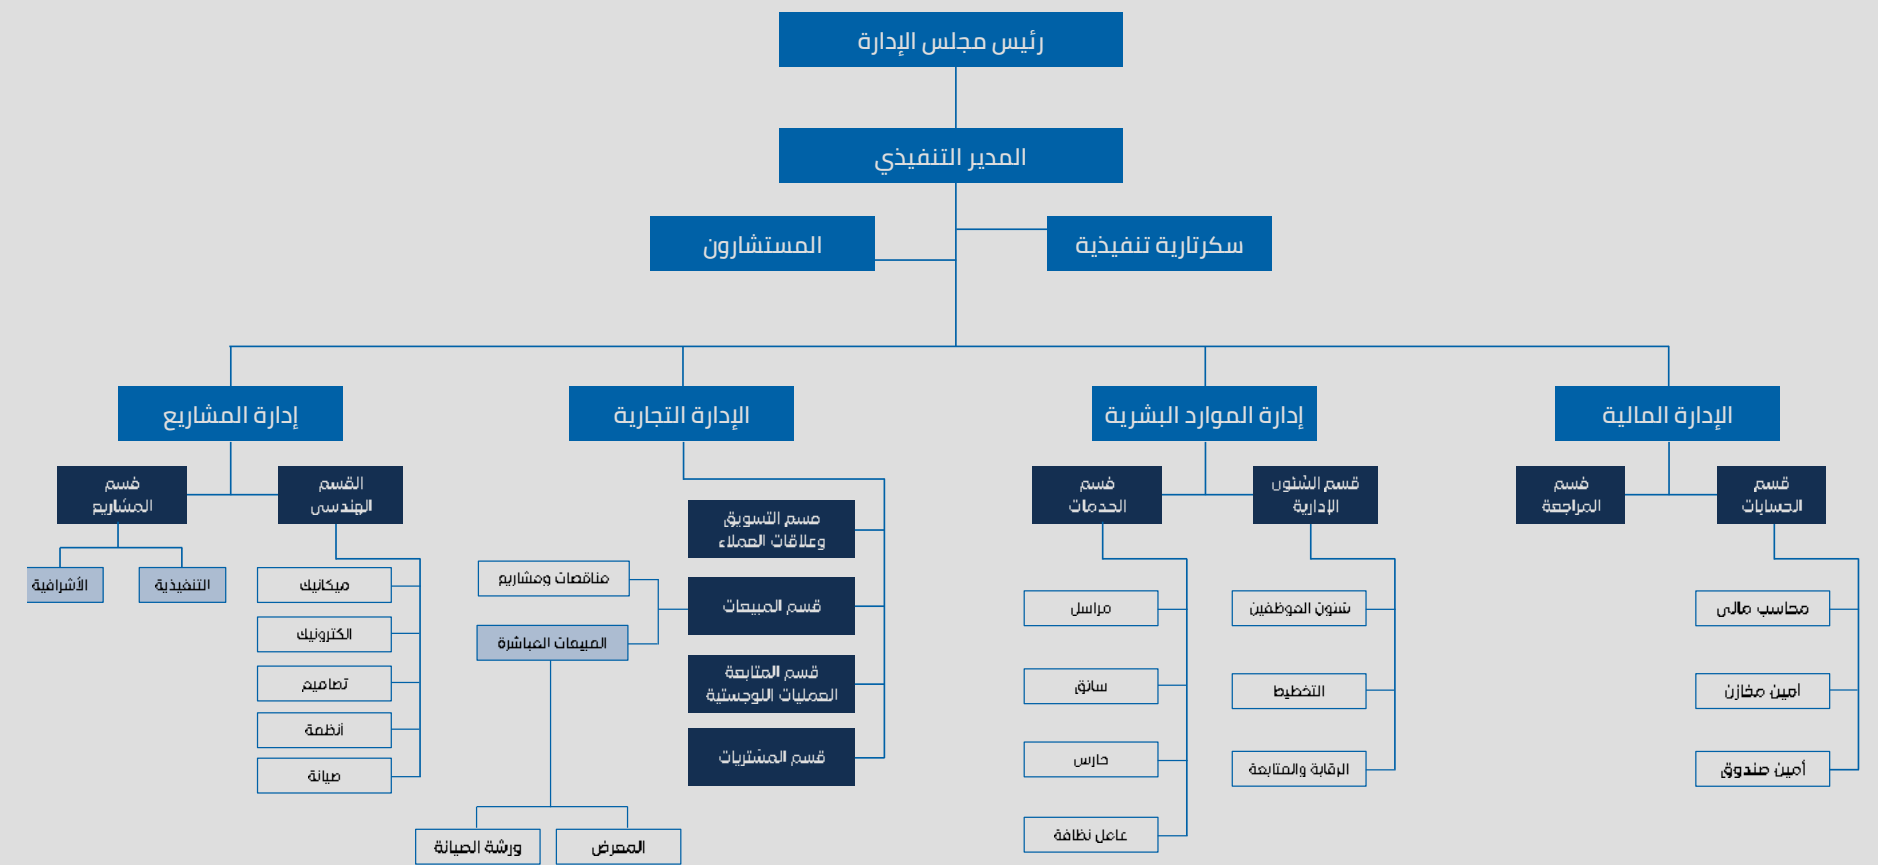 رئيس مجلس الإدارة
المدير التنفيذي
سكرتارية تنفيذية
المستشارون
الإدارة المالية
إدارة الموارد البشرية
الإدارة التجارية
إدارة المشاريع
قسم
الحسابات
قسم
المراجعة
قسم الشئون
الإدارية
قسم
الخدمات
القسم
الهندسى
قسم
المشاريع
محاسب مالى
امين مخازن
أمين صندوق
شئون الموظفين
التخطيط
الرقابة والمتابعة
مراسل
سائق
حارس
عامل نظافة
قسم التسويق
وعلاقات العملاء
قسم المبيعات
قسم المتابعة
العمليات اللوجستية
قسم المشتريات
مناقصات ومشاريع
المبيعات المباشرة
المعرض
ورشة الصيانة
ميكانيك
الكترونيك
تصاميم
أنظمة
صيانة
التنفيذية
الأشرافية